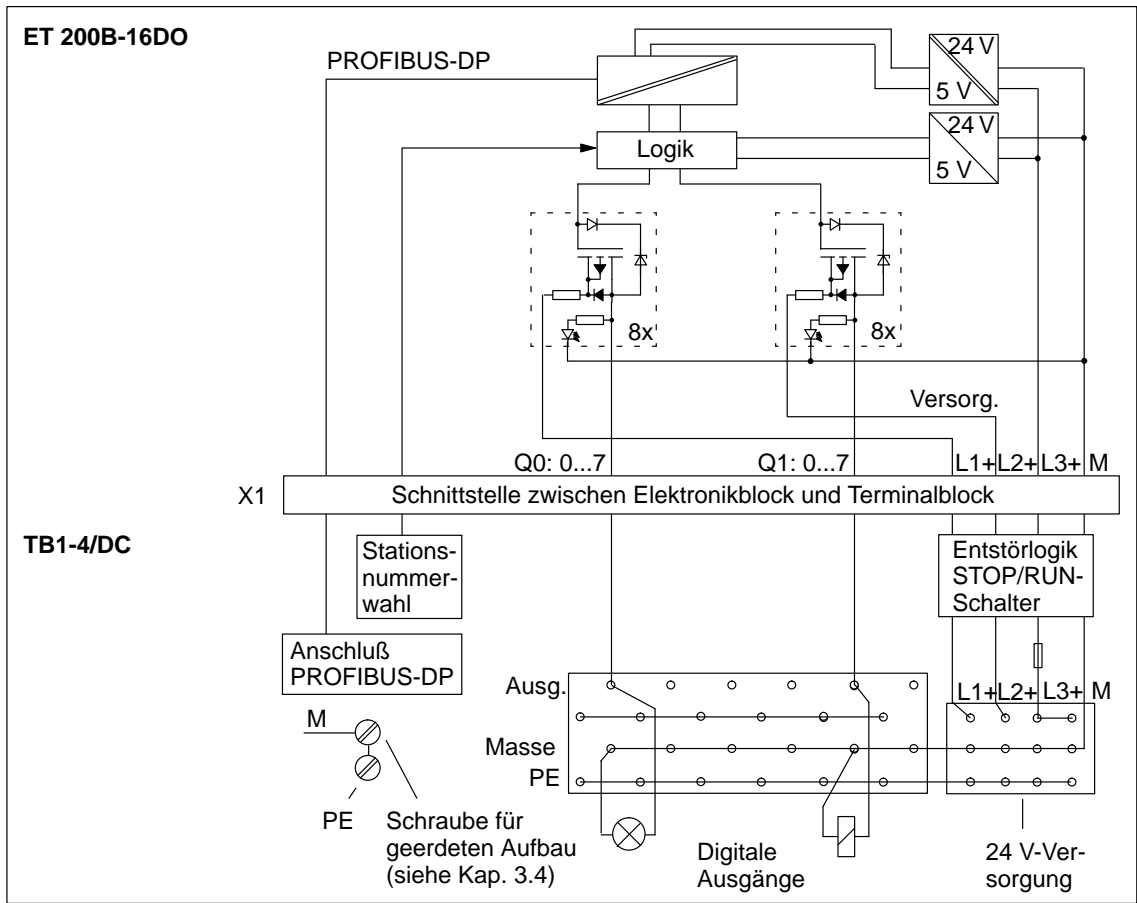 ET 200B-16DO
PROFIBUS-DP
24 V
5 V
Logik
24 V
5 V
8x
8x
Versorg.
Q0: 0...7
Q1: 0...7
L1+ L2+ L3+ M
X1
Schnittstelle zwischen Elektronikblock und Terminalblock
TB1-4/DC
Stations-
nummer-
wahl
Entstörlogik
STOP/RUN-
Schalter
Anschluß
PROFIBUS-DP
Ausg.
L1+ L2+ L3+ M
M
Masse
PE
PE
Schraube für
geerdeten Aufbau
(siehe Kap. 3.4)
Digitale
Ausgänge
24 V-Ver-
sorgung